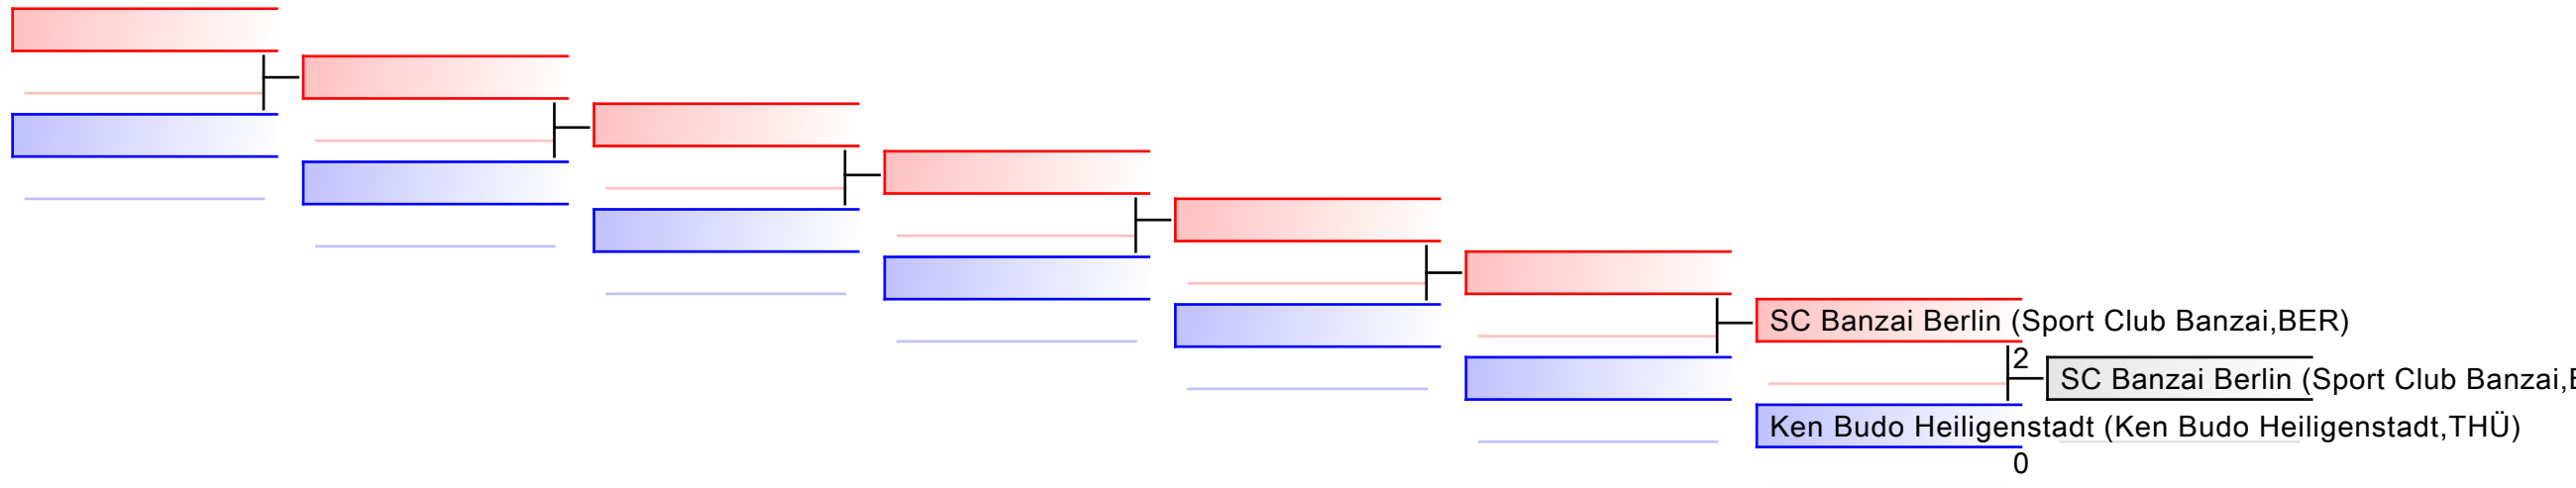 SC Banzai Berlin (Sport Club Banzai,BER)
2
SC Banzai Berlin (Sport Club Banzai,
Ken Budo Heiligenstadt (Ken Budo Heiligenstadt,THÜ)
0